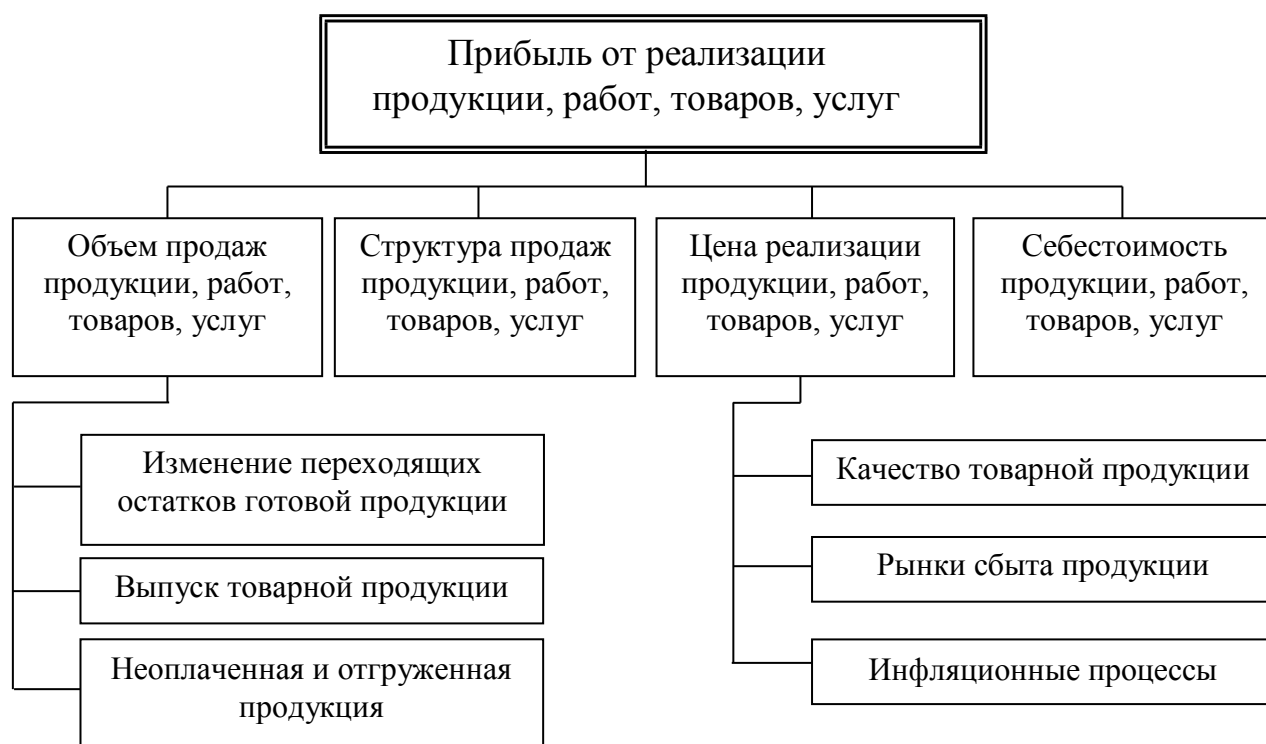 Прибыль от реализации
продукции, работ, товаров, услуг
Объем продаж
продукции, работ,
товаров, услуг
Структура продаж
продукции, работ,
товаров, услуг
Цена реализации
продукции, работ,
товаров, услуг
Себестоимость
продукции, работ,
товаров, услуг
Изменение переходящих
остатков готовой продукции
Выпуск товарной продукции
Неоплаченная и отгруженная
продукция
Качество товарной продукции
Рынки сбыта продукции
Инфляционные процессы